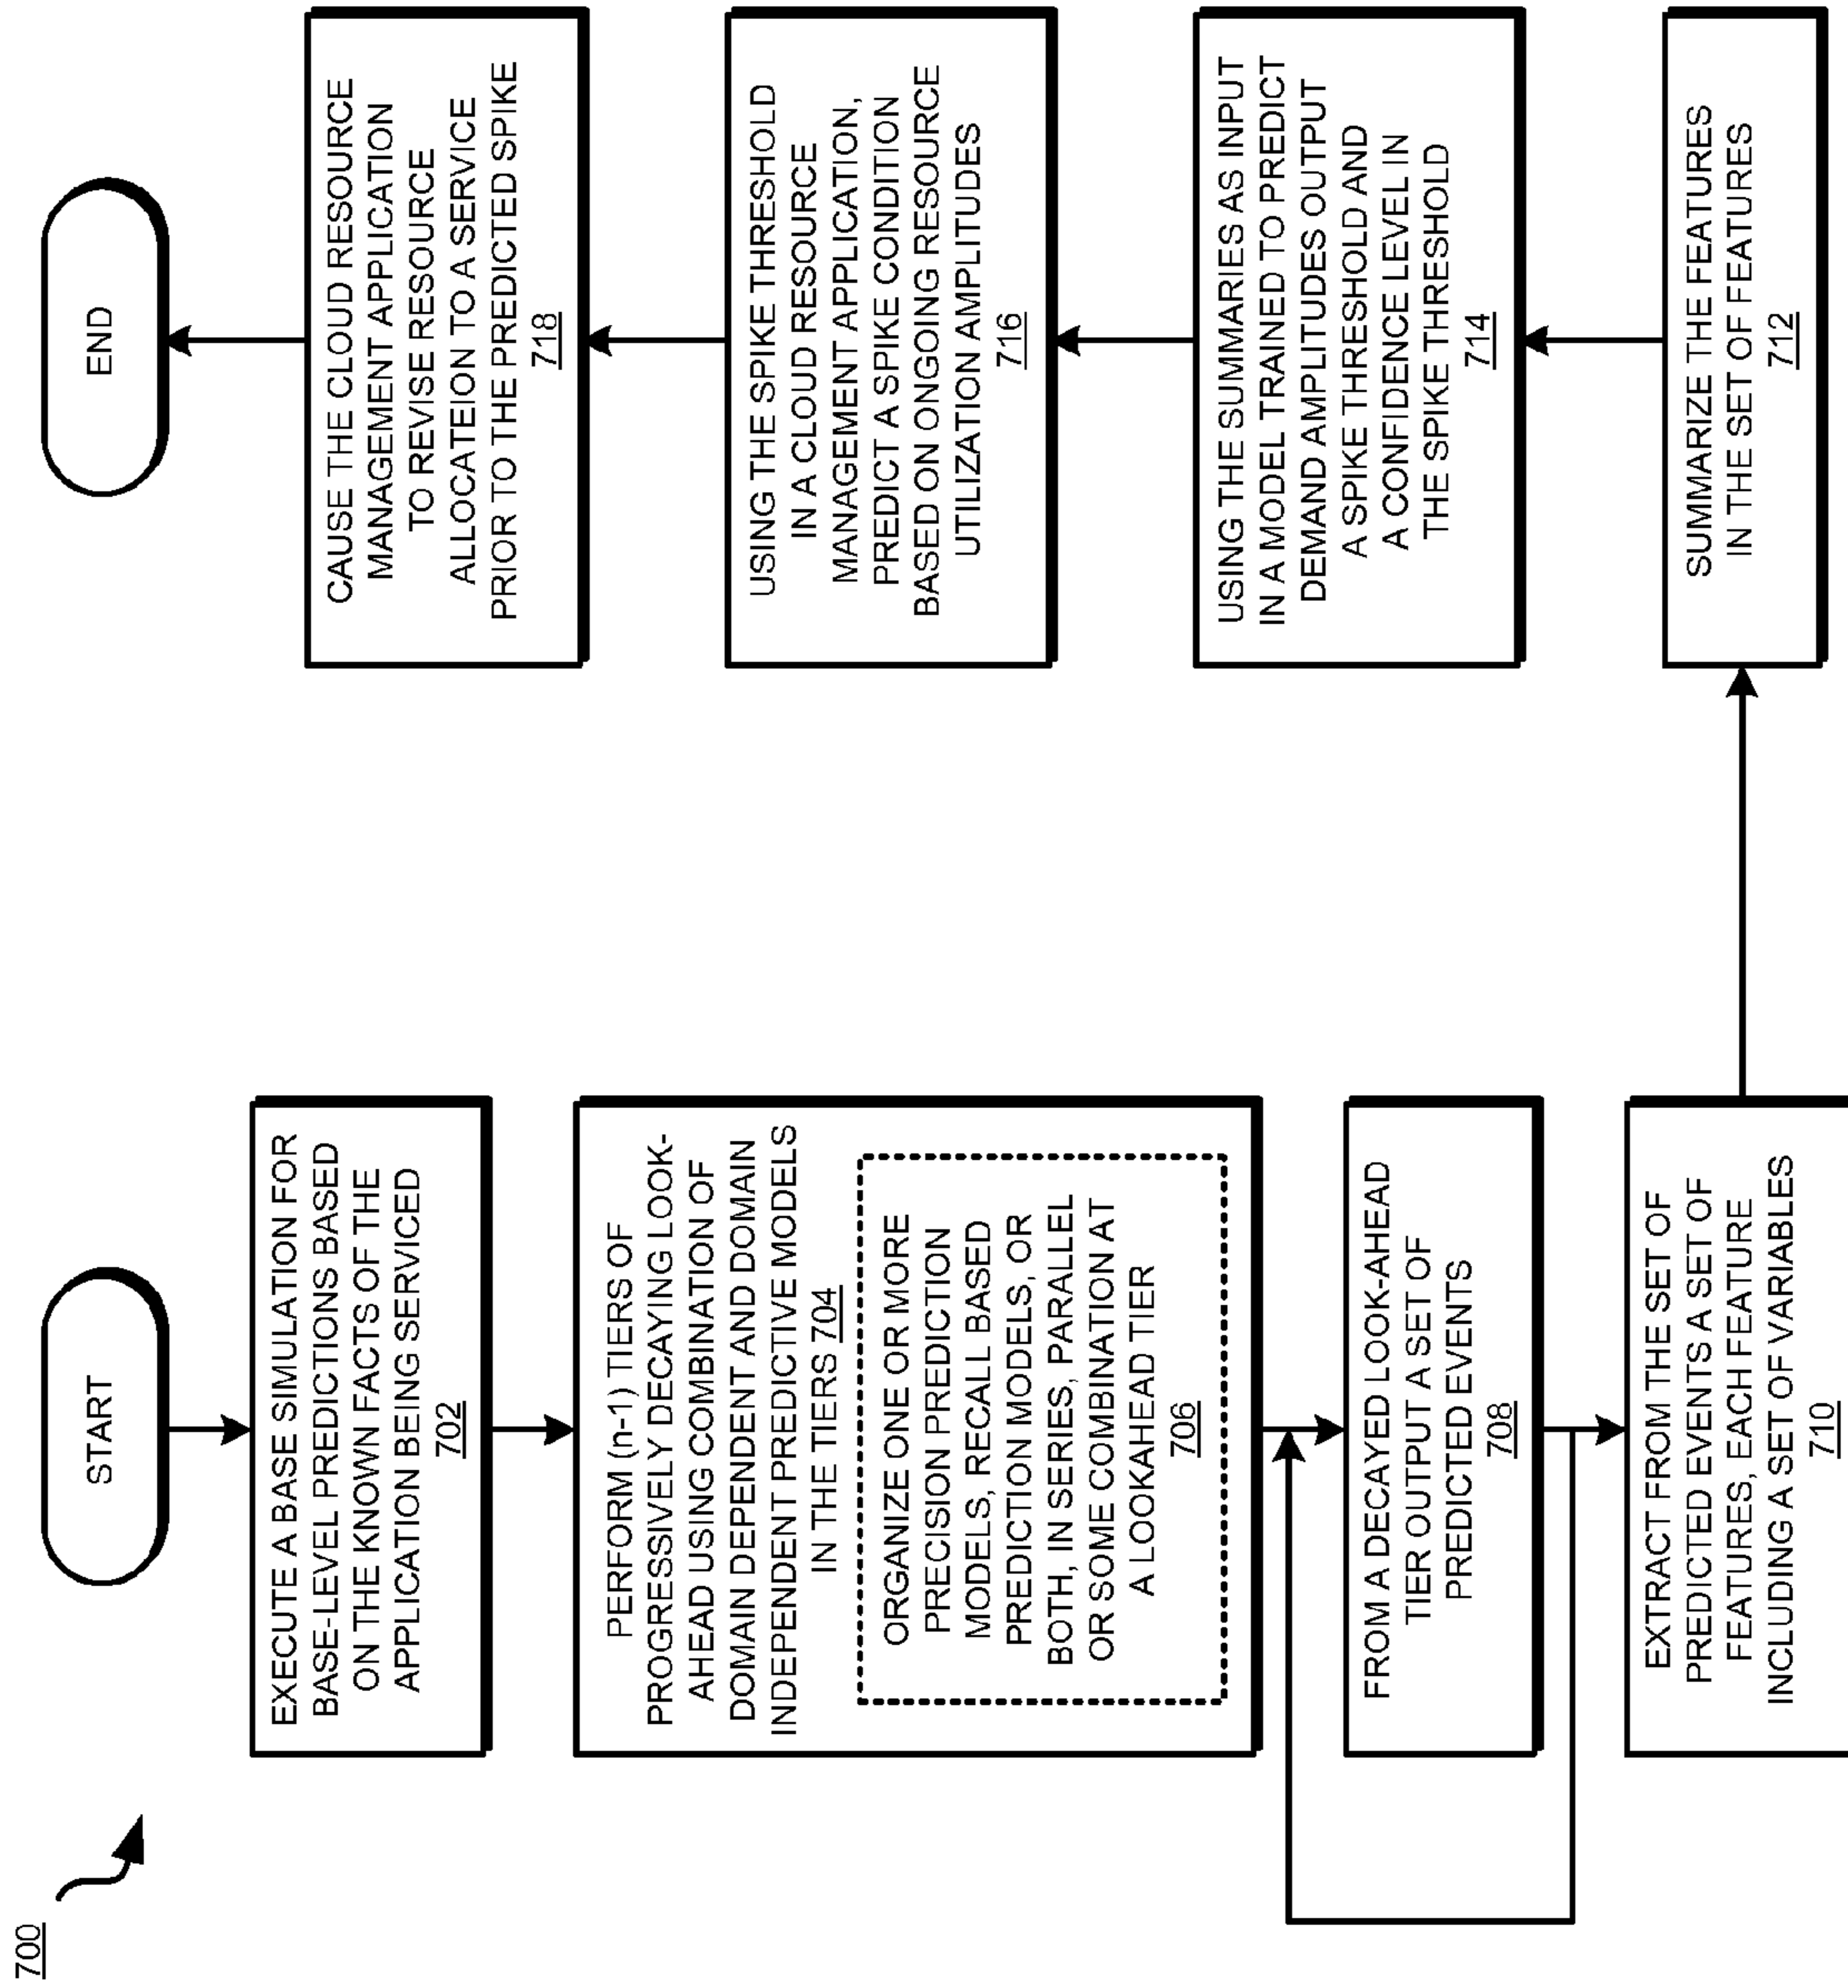 700
START
EXECUTE A BASE SIMULATION FOR
BASE-LEVEL PREDICTIONS BASED
ON THE KNOWN FACTS OF THE
APPLICATION BEING SERVICED
702
PERFORM (n-1) TIERS OF
PROGRESSIVELY DECAYING LOOK-
AHEAD USING COMBINATION OF
DOMAIN DEPENDENT AND DOMAIN
INDEPENDENT PREDICTIVE MODELS
IN THE TIERS 704
ORGANIZE ONE OR MORE
PRECISION PREDICTION
MODELS, RECALL BASED
PREDICTION MODELS, OR
BOTH, IN SERIES, PARALLEL
OR SOME COMBINATION AT
A LOOKAHEAD TIER
706
FROM A DECAYED LOOK-AHEAD
TIER OUTPUT A SET OF
PREDICTED EVENTS
708
EXTRACT FROM THE SET OF
PREDICTED EVENTS A SET OF
FEATURES, EACH FEATURE
INCLUDING A SET OF VARIABLES
710
SUMMARIZE THE FEATURES
IN THE SET OF FEATURES
712
USING THE SUMMARIES AS INPUT
IN A MODEL TRAINED TO PREDICT
DEMAND AMPLITUDES OUTPUT
A SPIKE THRESHOLD AND
A CONFIDENCE LEVEL IN
THE SPIKE THRESHOLD
714
USING THE SPIKE THRESHOLD
IN A CLOUD RESOURCE
MANAGEMENT APPLICATION,
PREDICT A SPIKE CONDITION
BASED ON ONGOING RESOURCE
UTILIZATION AMPLITUDES
716
CAUSE THE CLOUD RESOURCE
MANAGEMENT APPLICATION
TO REVISE RESOURCE
ALLOCATEION TO A SERVICE
PRIOR TO THE PREDICTED SPIKE
718
END